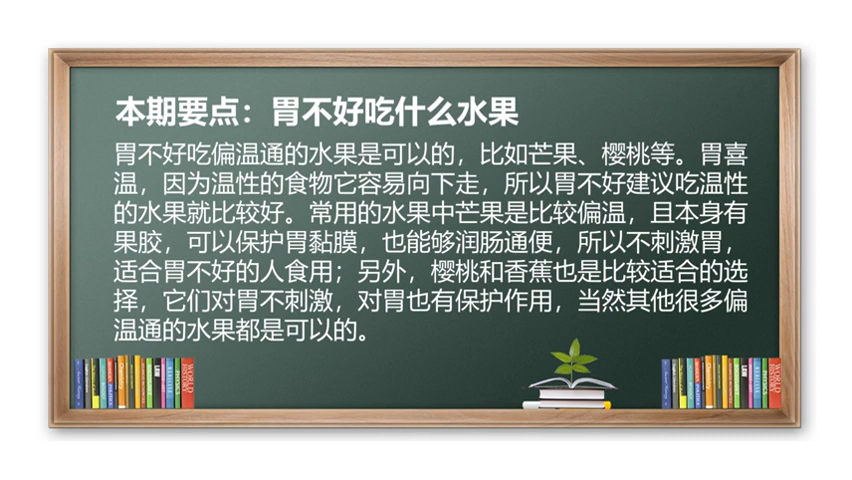 本期要点：胃不好吃什么水果
胃不好吃偏温通的水果是可以的，比如芒果、樱桃等。胃喜
温，因为温性的食物它容易向下走，所以胃不好建议吃温性
的水果就比较好。常用的水果中芒果是比较偏温，且本身有
果胶，可以保护胃黏膜，也能够润肠通便，所以不刺激胃，
适合胃不好的人食用；另外，樱桃和香蕉也是比较适合的选
择，它们对胃不刺激，对胃也有保护作用，当然其他很多偏
温通的水果都是可以的。
WORLD HISTORY
WORLD HISTORY